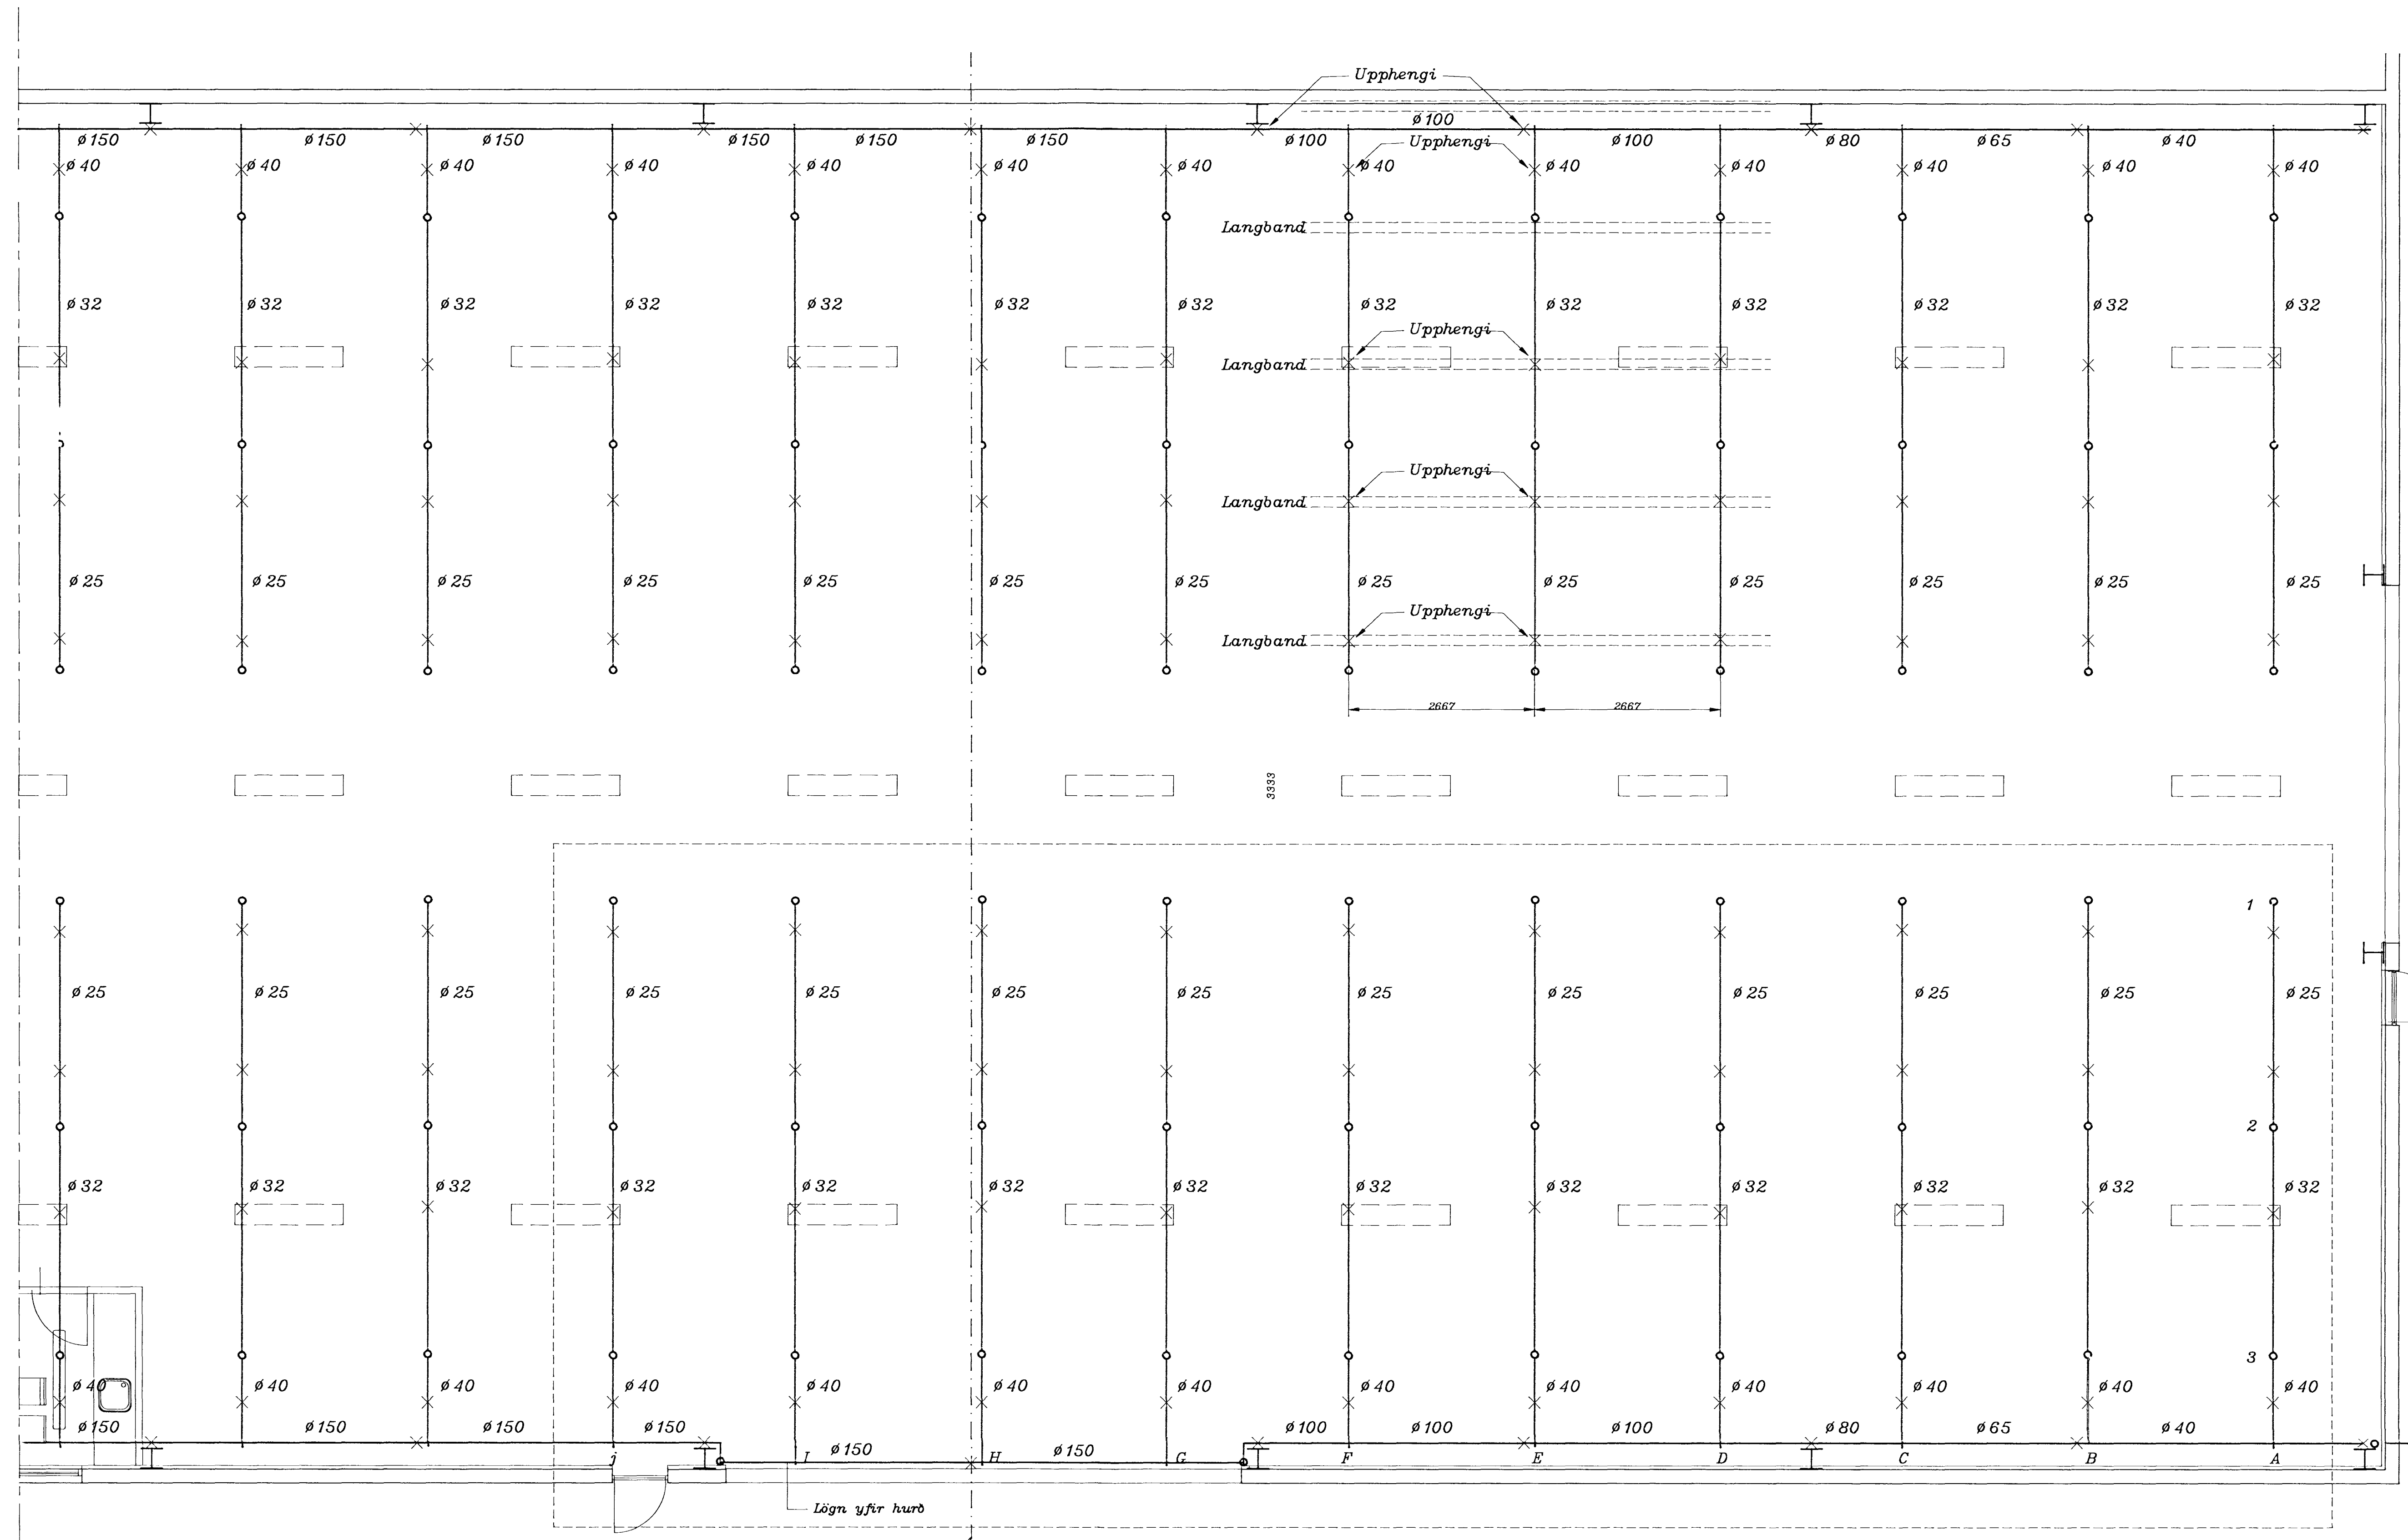 Upphengi
ø100
ø150 ø150 ø150 ø150 ø150 ø150 ø100 Upphengi ø100 ø80 ø65 ø40
ø40 ø40 ø40 ø40 ø40 ø40 ø40 ø40 ø40 ø40 ø40 ø40 ø40
Langband
ø32 ø32 ø32 ø32 ø32 ø32 ø32 ø32 ø32 ø32 ø32 ø32 ø32
Upphengi
Langband
Upphengi
Langband
ø25 ø25 ø25 ø25 ø25 ø25 ø25 ø25 ø25 ø25 ø25 ø25 ø25
Upphengi
Langband
2667 2667
3333
1
ø25 ø25 ø25 ø25 ø25 ø25 ø25 ø25 ø25 ø25 ø25 ø25 ø25
2
ø32 ø32 ø32 ø32 ø32 ø32 ø32 ø32 ø32 ø32 ø32 ø32 ø32
3
ø40 ø40 ø40 ø40 ø40 ø40 ø40 ø40 ø40 ø40 ø40 ø40 ø40
ø150 ø150 ø150 ø150 ø100 ø100 ø100 ø80 ø65 ø40
ø150 ø150
j I H G F E D C B A
Lögn yfir hurð